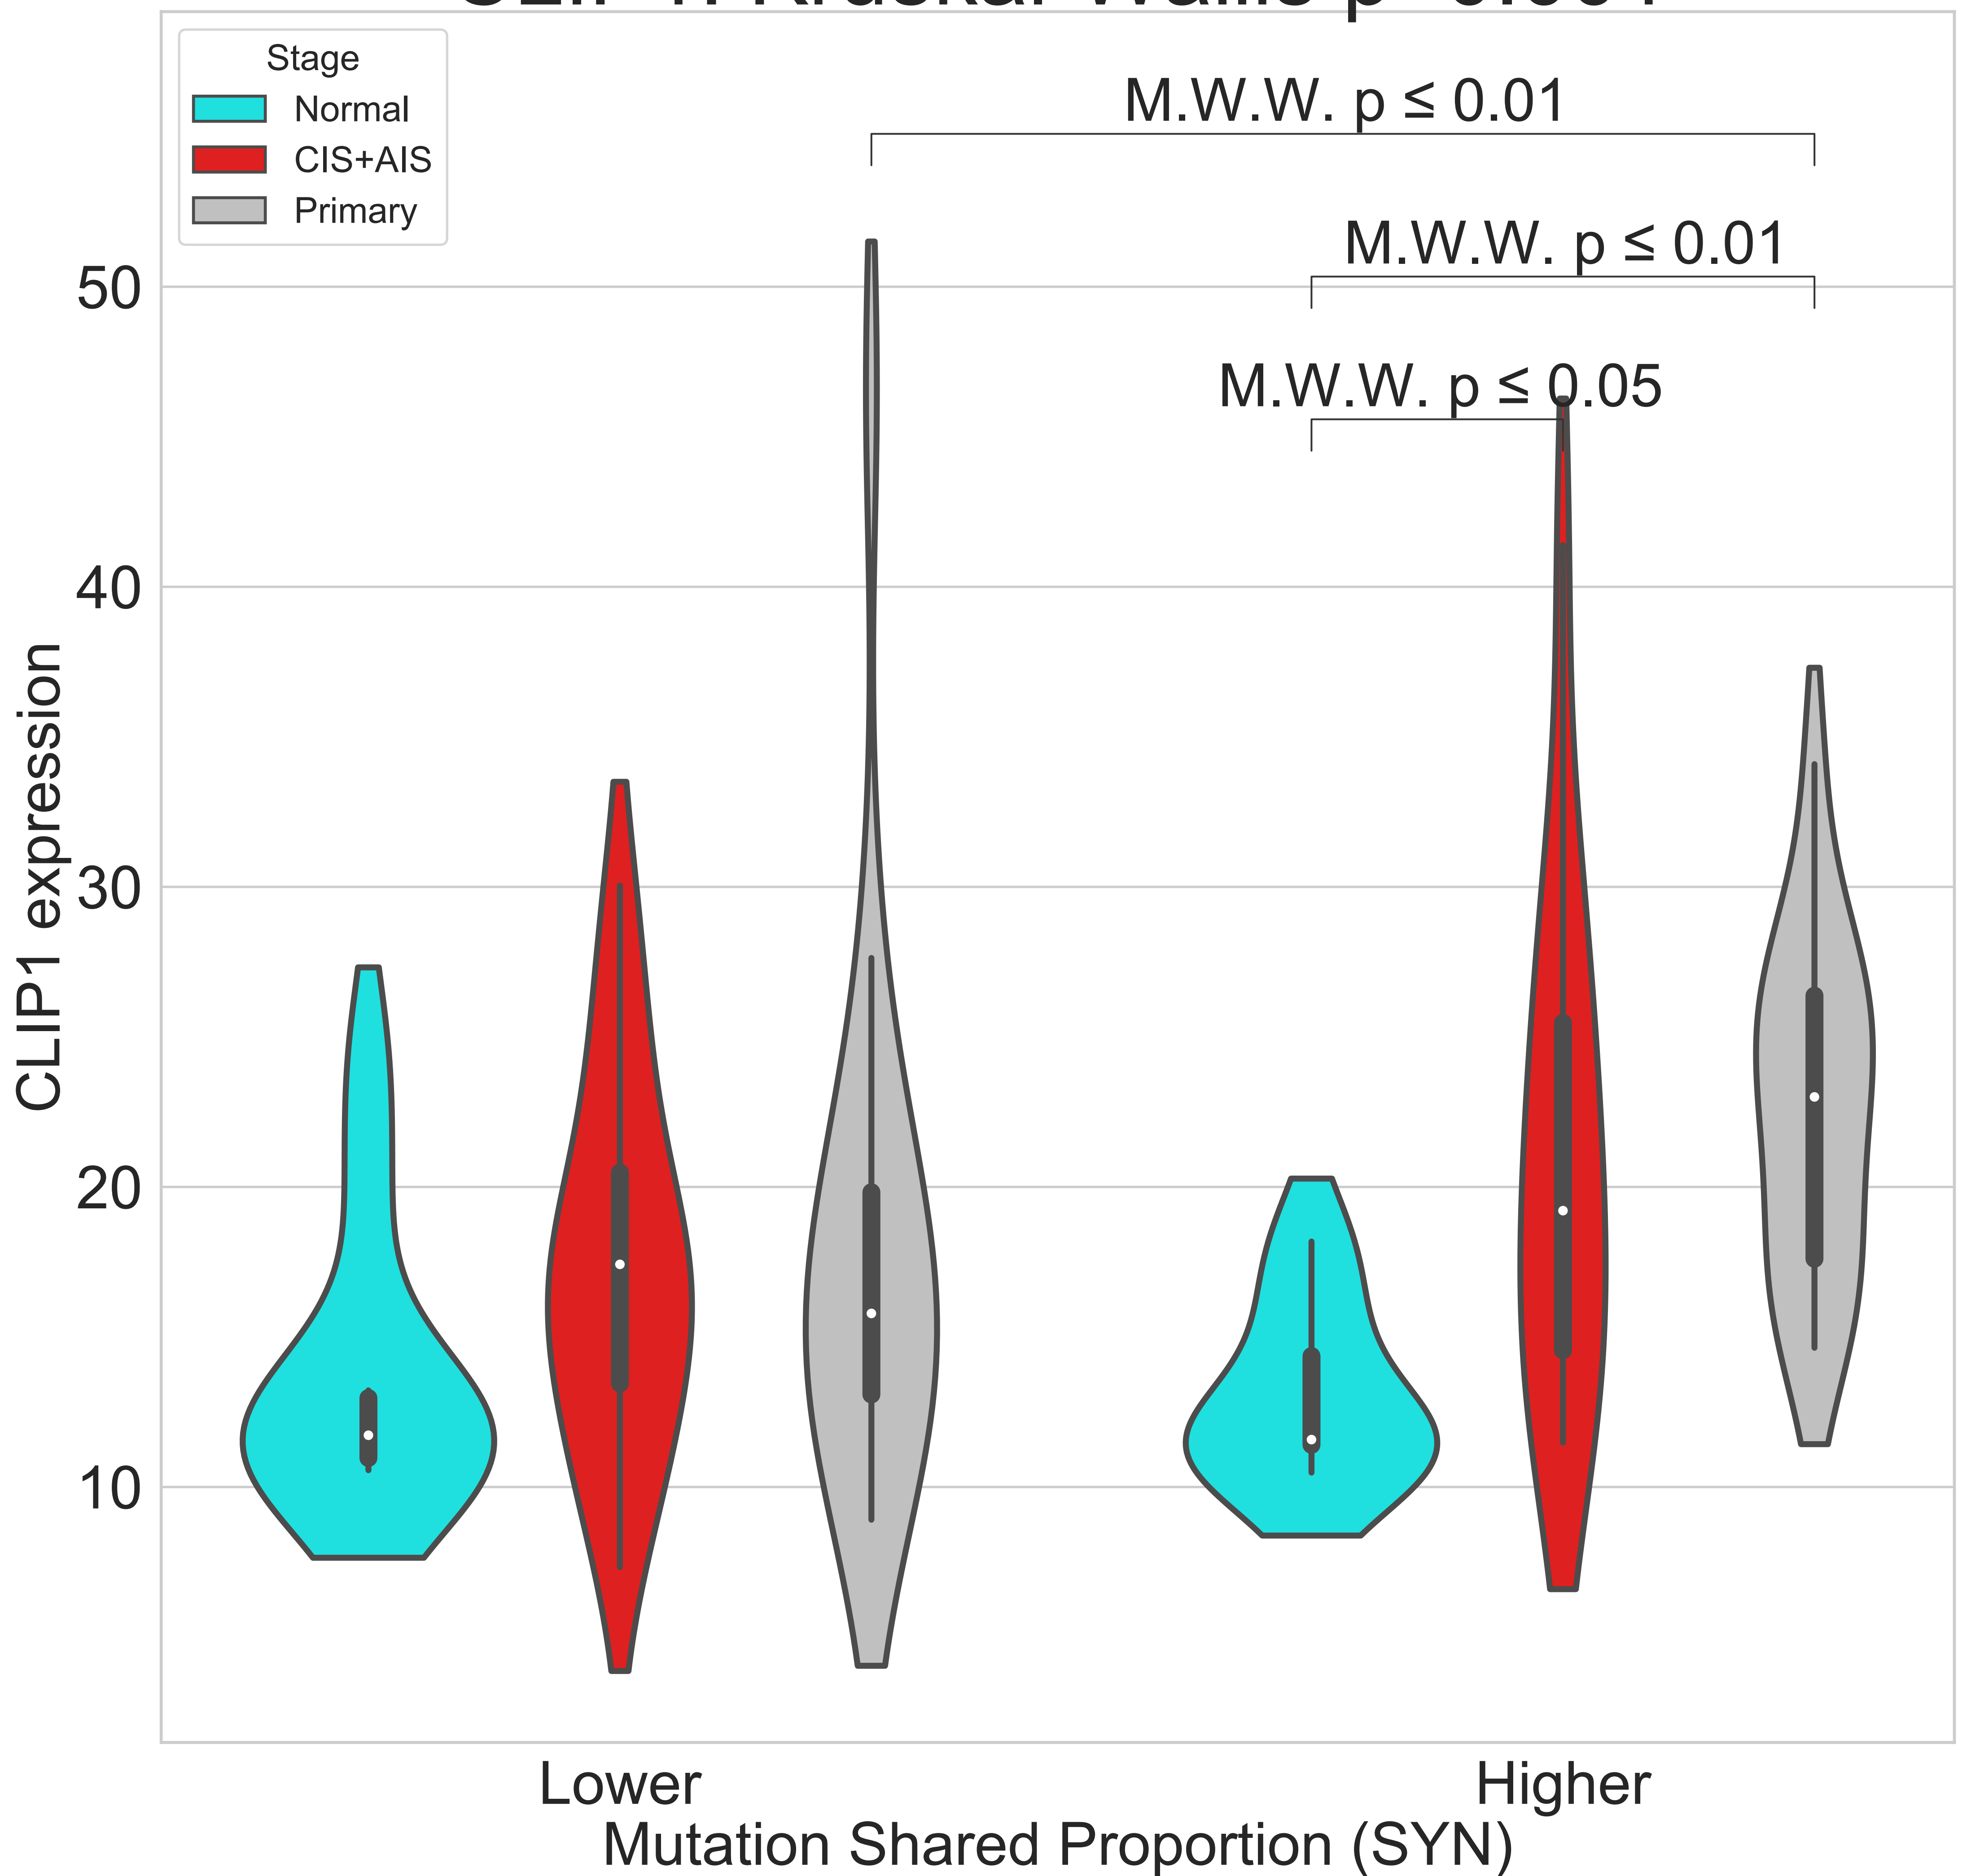 Stage
Normal
CIS+AIS
Primary
M.W.W. p ≤ 0.01
M.W.W. p ≤ 0.01
M.W.W. p ≤ 0.05
50
40
30
20
10
CLIP1 expression
Lower
Higher
Mutation Shared Proportion (SYN)